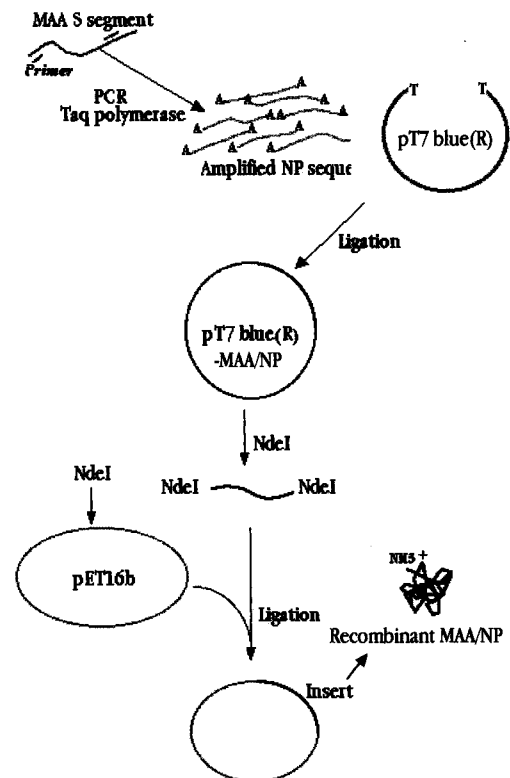 MAA S segment
Primer
PCR
Taq polymerase
A A A
A A A A
A A A
Amplified NP seque
T T
pT7 blue(R)
Ligation
pT7 blue(R)
-MAA/NP
NdeI
NdeI NdeI
NdeI
pET16b
Ligation
NH3+
Recombinant MAA/NP
Insert